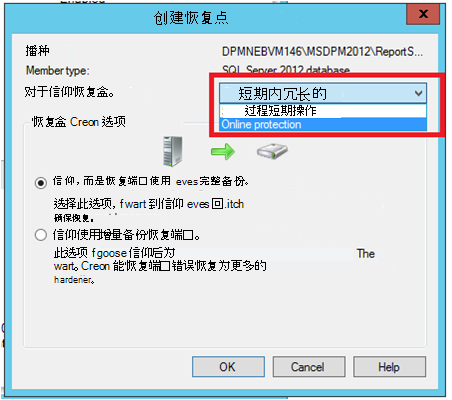 创建恢复点
播种 DPMNEBVM146\MSDPM2012\ReportS...
Member type: SQL Server 2012 database
对于信仰恢复盒。 短期内冗长的
过程短期操作
Online protection
恢复盒 Creon 选项
信仰，而是恢复端口使用 eves 完整备份。
选择此选项, fwart 到信仰 eves 回.itch
确保恢复。
信仰使用增量备份恢复端口。
此选项 fgoose 信仰后为 The
wart。Creon 能恢复端口错误恢复为更多的
hardener。
OK Cancel Help